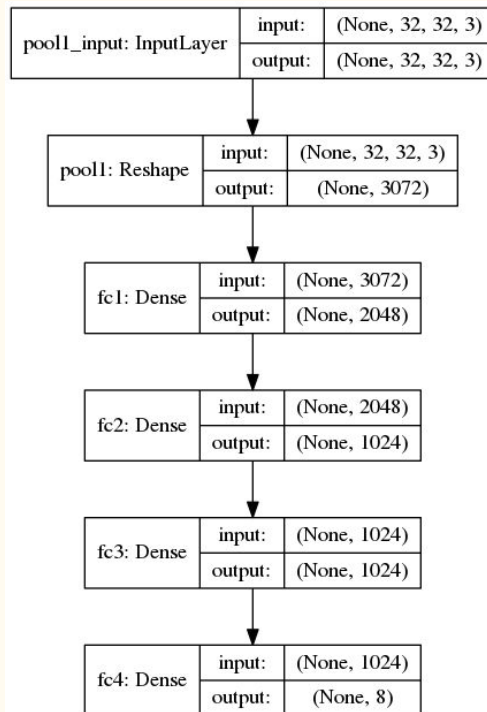 pool1_input: InputLayer
input: (None, 32, 32, 3)
output: (None, 32, 32, 3)
pool1: Reshape
input: (None, 32, 32, 3)
output: (None, 3072)
fc1: Dense
input: (None, 3072)
output: (None, 2048)
fc2: Dense
input: (None, 2048)
output: (None, 1024)
fc3: Dense
input: (None, 1024)
output: (None, 1024)
fc4: Dense
input: (None, 1024)
output: (None, 8)